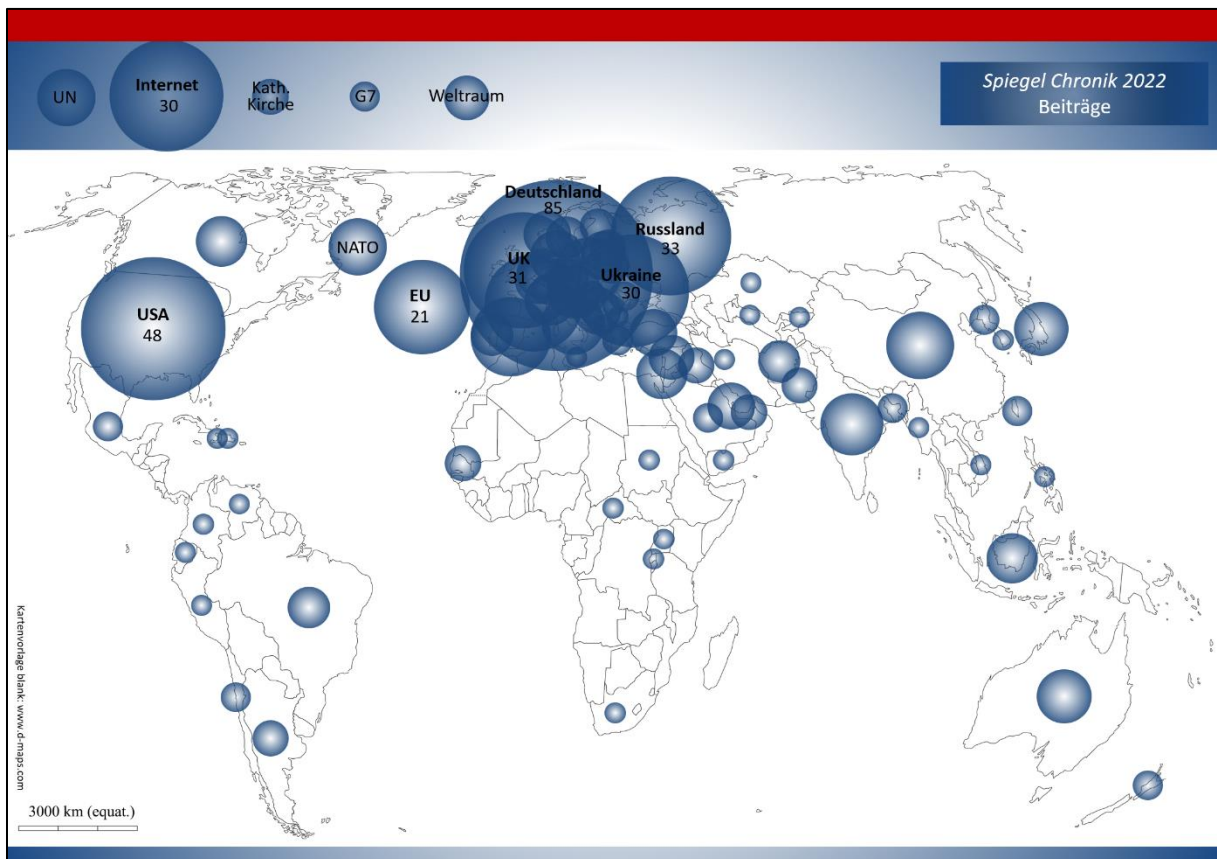 UN
Internet
30
Kath.
Kirche
G7
Weltraum
Spiegel Chronik 2022
Beiträge
Deutschland
85
Russland
33
NATO
UK
31
Ukraine
30
EU
21
USA
48
Kartenvorlage blank: www.d-maps.com
3000 km (equat.)